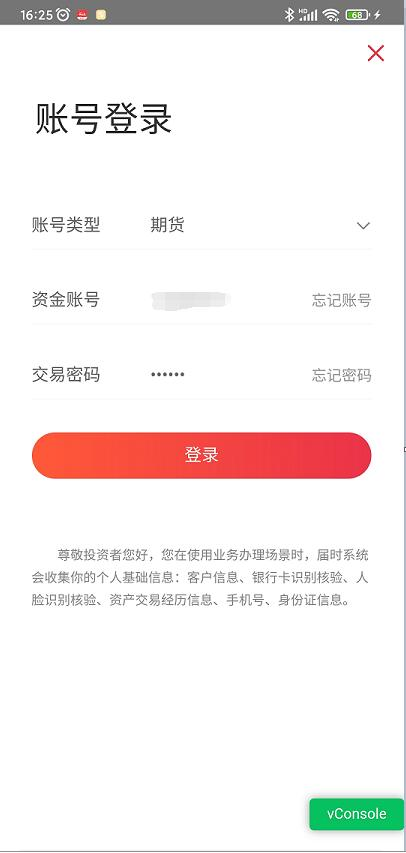 16:25 HD 68
账号登录
账号类型 期货
资金账号 忘记账号
交易密码 •••••• 忘记密码
登录
尊敬投资者您好，您在使用业务办理场景时，届时系统
会收集你的个人基础信息：客户信息、银行卡识别核验、人
脸识别核验、资产交易经历信息、手机号、身份证信息。
vConsole